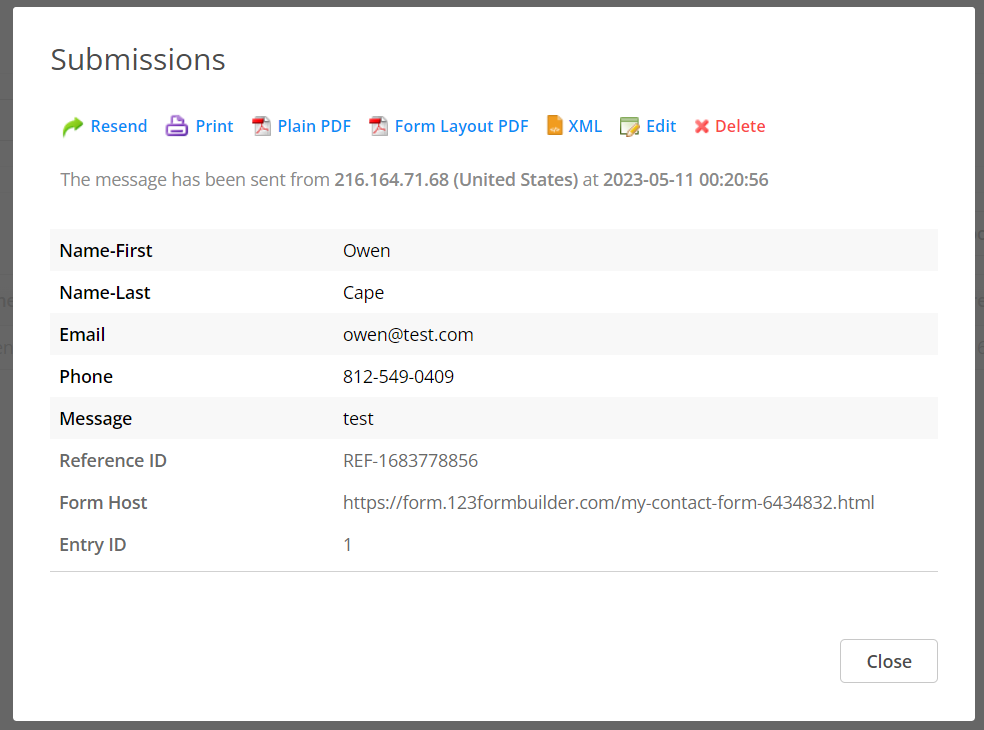 Submissions
Resend Print Plain PDF Form Layout PDF XML Edit Delete
The message has been sent from 216.164.71.68 (United States) at 2023-05-11 00:20:56
Name-First Owen
Name-Last Cape
Email owen@test.com
Phone 812-549-0409
Message test
Reference ID REF-1683778856
Form Host https://form.123formbuilder.com/my-contact-form-6434832.html
Entry ID 1
Close